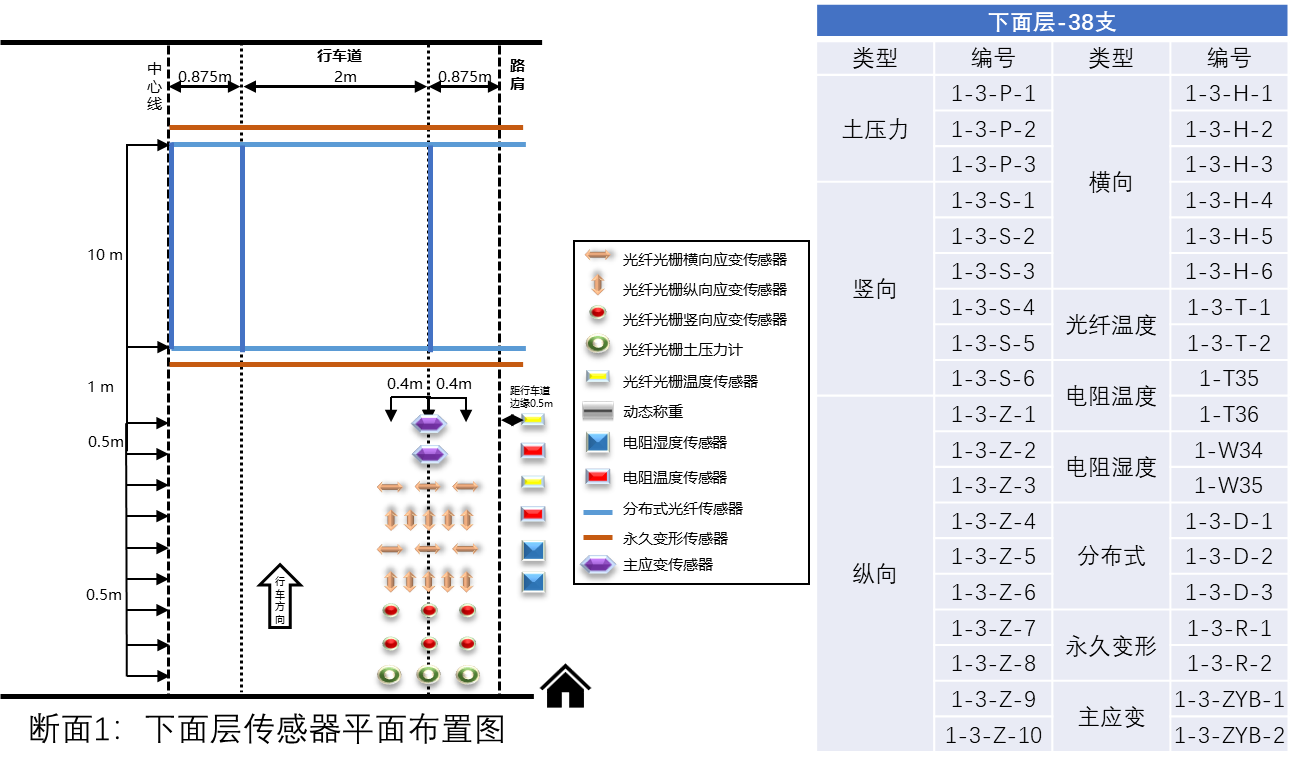 行车道
中心线
0.875m
2m
0.875m
路肩
10 m
1 m
0.5m
0.5m
0.4m
0.4m
距行车道
边缘0.5m
行车方向
断面1：下面层传感器平面布置图
光纤光栅横向应变传感器
光纤光栅纵向应变传感器
光纤光栅竖向应变传感器
光纤光栅土压力计
光纤光栅温度传感器
动态称重
电阻湿度传感器
电阻温度传感器
分布式光纤传感器
永久变形传感器
主应变传感器
下面层-38支
类型 编号 类型 编号
土压力 1-3-P-1 横向 1-3-H-1
1-3-P-2 1-3-H-2
1-3-P-3 1-3-H-3
竖向 1-3-S-1 1-3-H-4
1-3-S-2 1-3-H-5
1-3-S-3 1-3-H-6
1-3-S-4 光纤温度 1-3-T-1
1-3-S-5 1-3-T-2
1-3-S-6 电阻温度 1-T35
纵向 1-3-Z-1 1-T36
1-3-Z-2 电阻湿度 1-W34
1-3-Z-3 1-W35
1-3-Z-4 分布式 1-3-D-1
1-3-Z-5 1-3-D-2
1-3-Z-6 1-3-D-3
1-3-Z-7 永久变形 1-3-R-1
1-3-Z-8 1-3-R-2
1-3-Z-9 主应变 1-3-ZYB-1
1-3-Z-10 1-3-ZYB-2